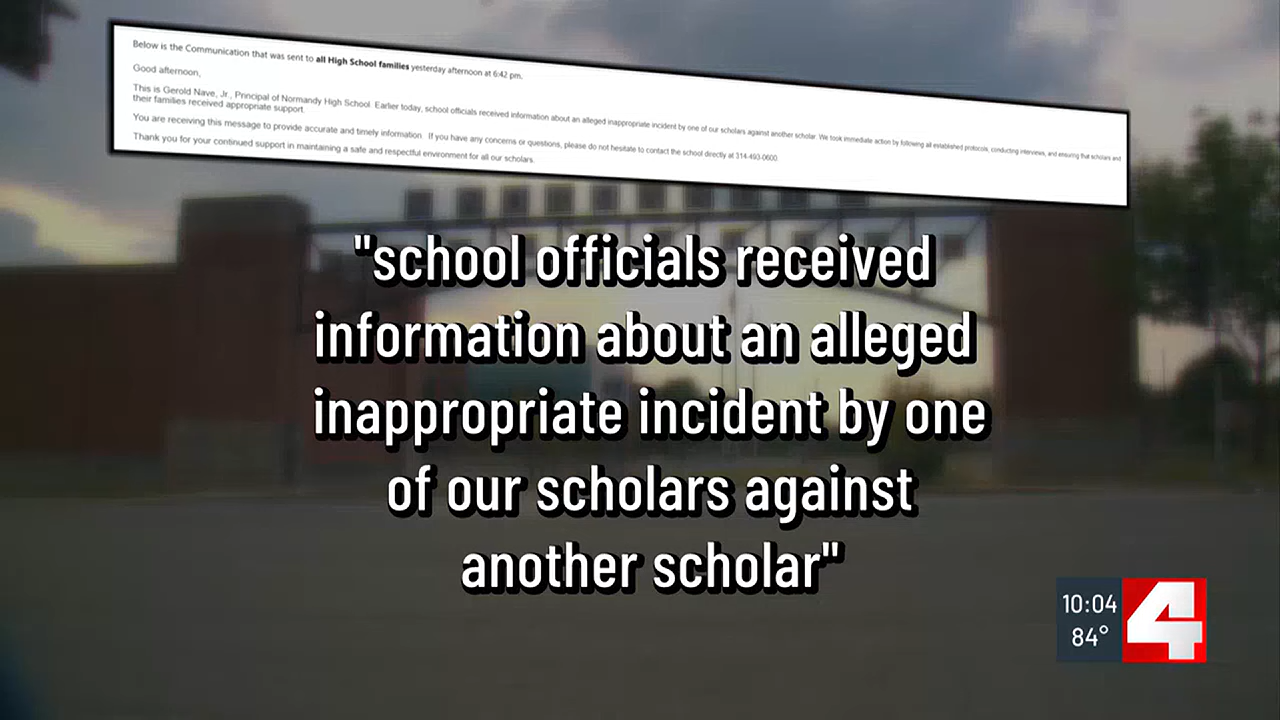 Below is the Communication that was sent to all High School families yesterday afternoon at 6:42 pm.
Good afternoon,
This is Gerold Nave, Jr., Principal of Normandy High School. Earlier today, school officials received information about an alleged inappropriate incident by one of our scholars against another scholar. We took immediate action by following all established protocols, conducting interviews, and ensuring that scholars and
their families received appropriate support.
You are receiving this message to provide accurate and timely information. If you have any concerns or questions, please do not hesitate to contact the school directly at 314-493-0600.
Thank you for your continued support in maintaining a safe and respectful environment for all our scholars.
"school officials received
information about an alleged
inappropriate incident by one
of our scholars against
another scholar"
10:04
84°
4